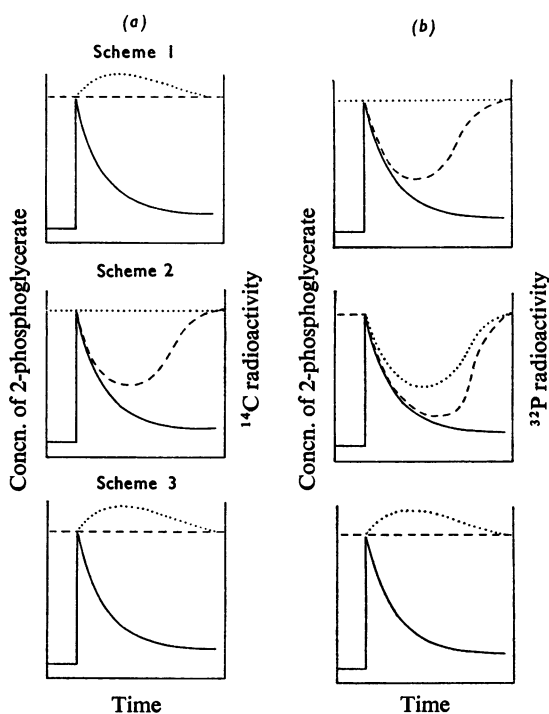 (a)
(b)
Scheme 1
Scheme 2
Scheme 3
Concn. of 2-phosphoglycerate
¹⁴C radioactivity
Concn. of 2-phosphoglycerate
³²P radioactivity
Time
Time